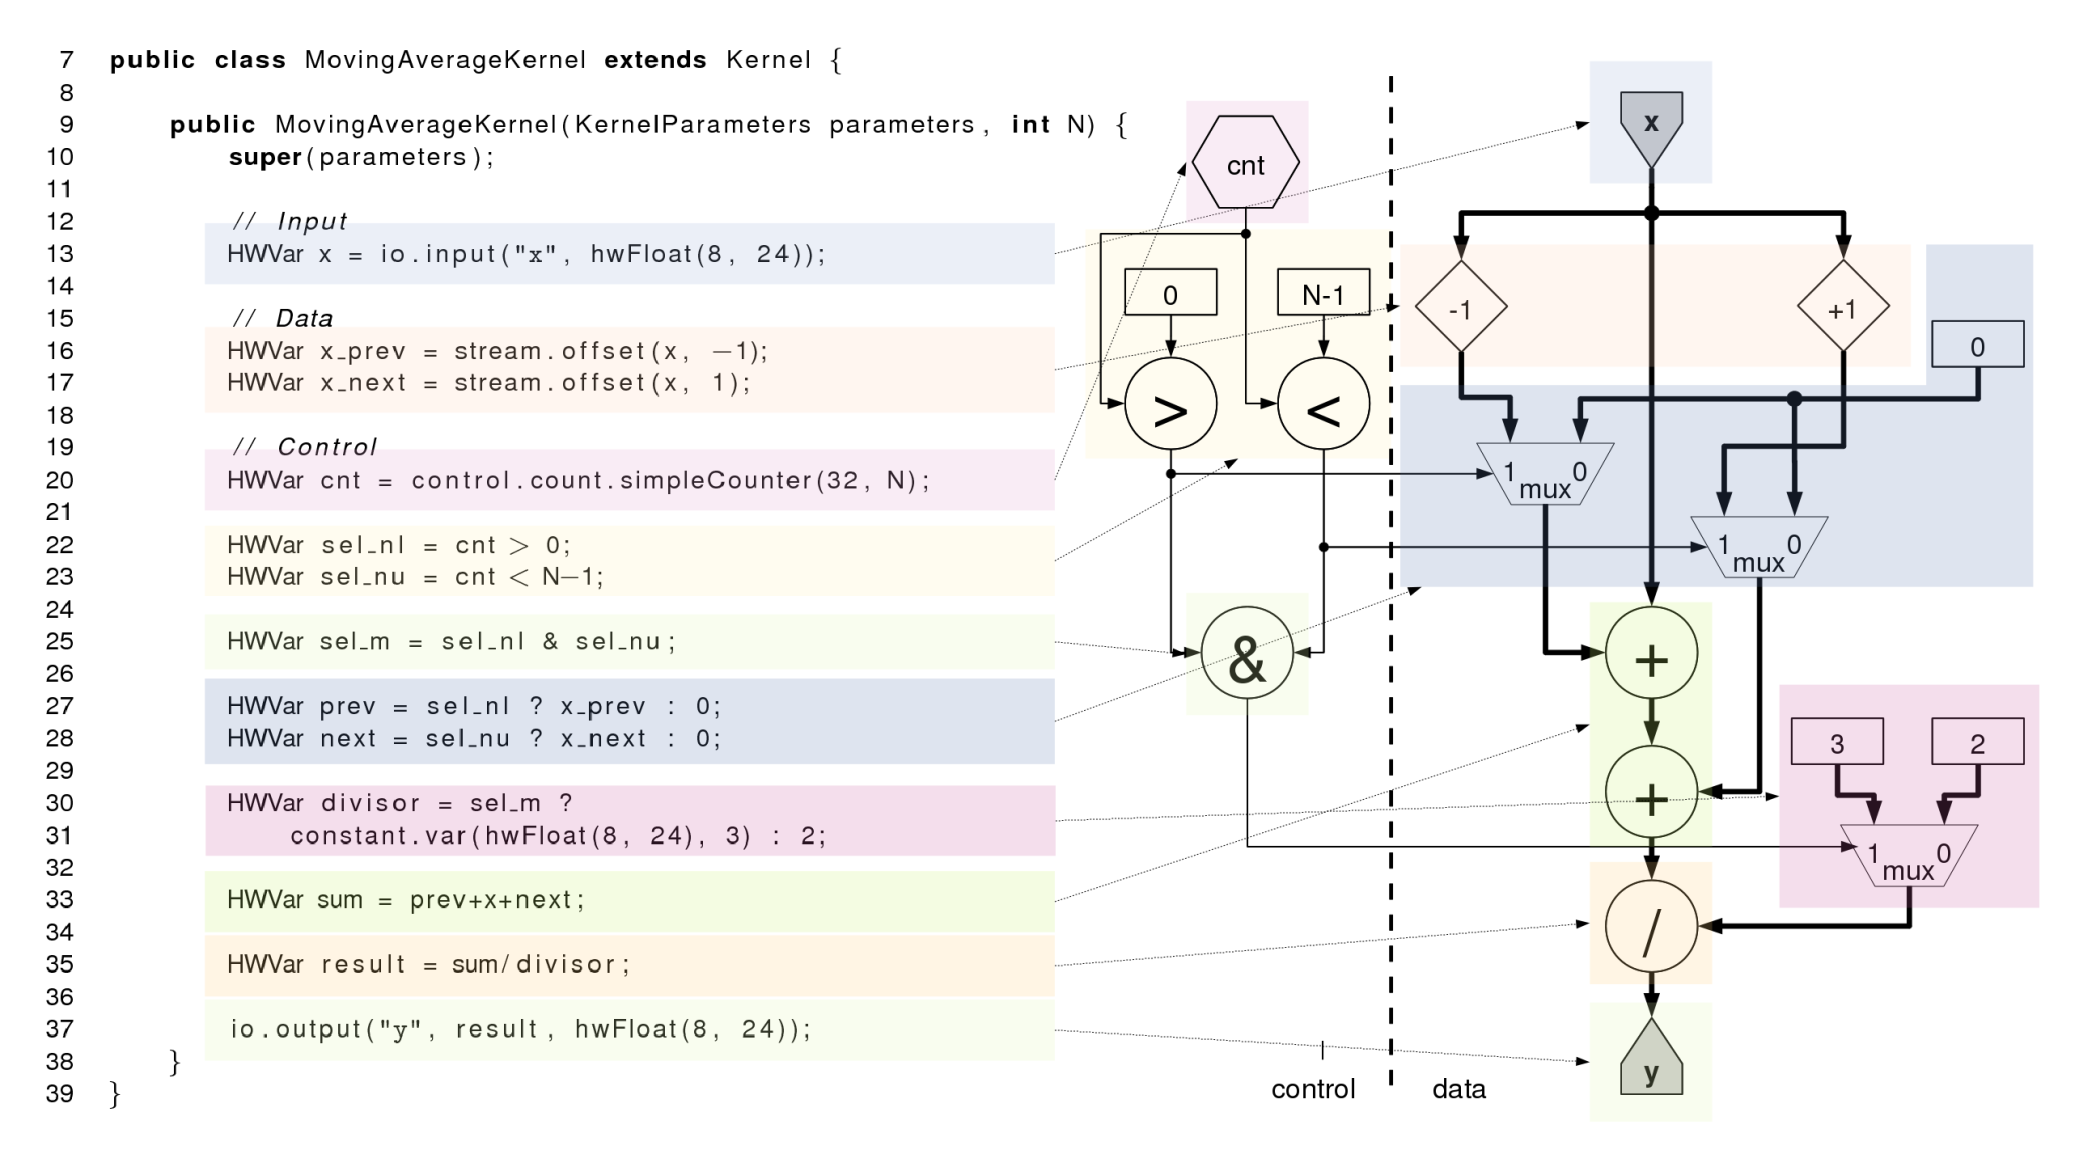 7 public class MovingAverageKernel extends Kernel {
8
9 public MovingAverageKernel(KernelParameters parameters, int N) {
10 super(parameters);
11
12 // Input
13 HWVar x = io.input("x", hwFloat(8, 24));
14
15 // Data
16 HWVar x_prev = stream.offset(x, −1);
17 HWVar x_next = stream.offset(x, 1);
18
19 // Control
20 HWVar cnt = control.count.simpleCounter(32, N);
21
22 HWVar sel_nl = cnt > 0;
23 HWVar sel_nu = cnt < N−1;
24
25 HWVar sel_m = sel_nl & sel_nu;
26
27 HWVar prev = sel_nl ? x_prev : 0;
28 HWVar next = sel_nu ? x_next : 0;
29
30 HWVar divisor = sel_m ?
31 constant.var(hwFloat(8, 24), 3) : 2;
32
33 HWVar sum = prev+x+next;
34
35 HWVar result = sum/divisor;
36
37 io.output("y", result, hwFloat(8, 24));
38 }
39 }
cnt
0
N-1
>
<
&
control
data
x
-1
+1
0
1 mux 0
1 mux 0
+
+
3
2
1 mux 0
/
y